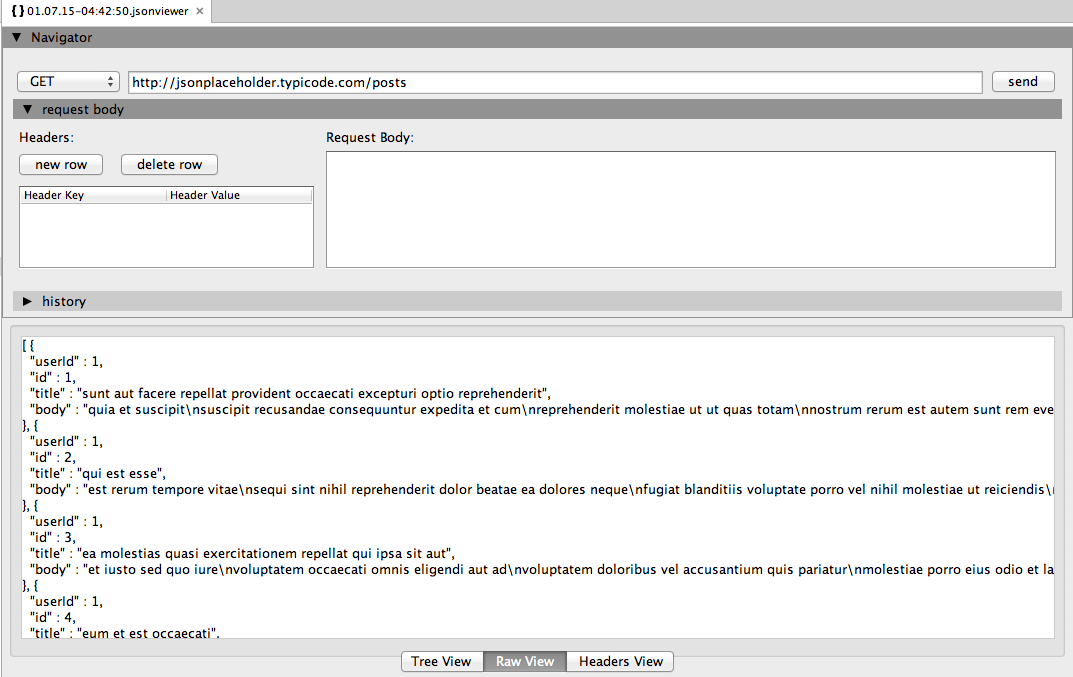 {} 01.07.15-04:42:50.jsonviewer
Navigator
GET http://jsonplaceholder.typicode.com/posts send
request body
Headers: Request Body:
new row delete row
Header Key Header Value
history
[ {
"userId" : 1,
"id" : 1,
"title" : "sunt aut facere repellat provident occaecati excepturi optio reprehenderit",
"body" : "quia et suscipit\nsuscipit recusandae consequuntur expedita et cum\nreprehenderit molestiae ut ut quas totam\nnostrum rerum est autem sunt rem eve
}, {
"userId" : 1,
"id" : 2,
"title" : "qui est esse",
"body" : "est rerum tempore vitae\nsequi sint nihil reprehenderit dolor beatae ea dolores neque\nfugiat blanditiis voluptate porro vel nihil molestiae ut reiciendis\
}, {
"userId" : 1,
"id" : 3,
"title" : "ea molestias quasi exercitationem repellat qui ipsa sit aut",
"body" : "et iusto sed quo iure\nvoluptatem occaecati omnis eligendi aut ad\nvoluptatem doloribus vel accusantium quis pariatur\nmolestiae porro eius odio et la
}, {
"userId" : 1,
"id" : 4,
"title" : "eum et est occaecati",
Tree View Raw View Headers View